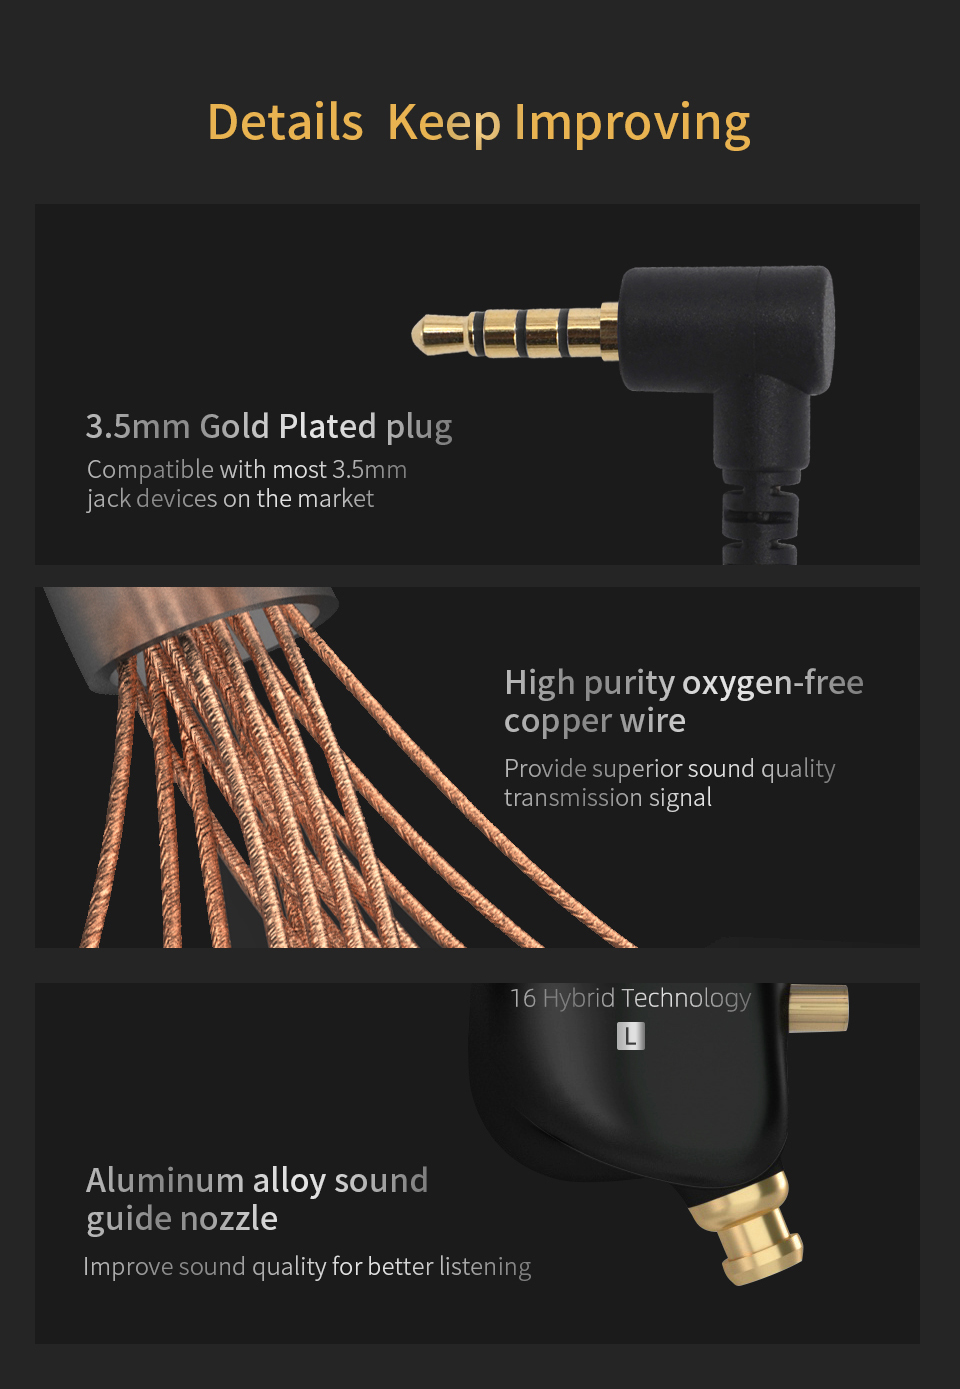 Details Keep Improving
3.5mm Gold Plated plug
Compatible with most 3.5mm
jack devices on the market
High purity oxygen-free
copper wire
Provide superior sound quality
transmission signal
16 Hybrid Technology
L
Aluminum alloy sound
guide nozzle
Improve sound quality for better listening